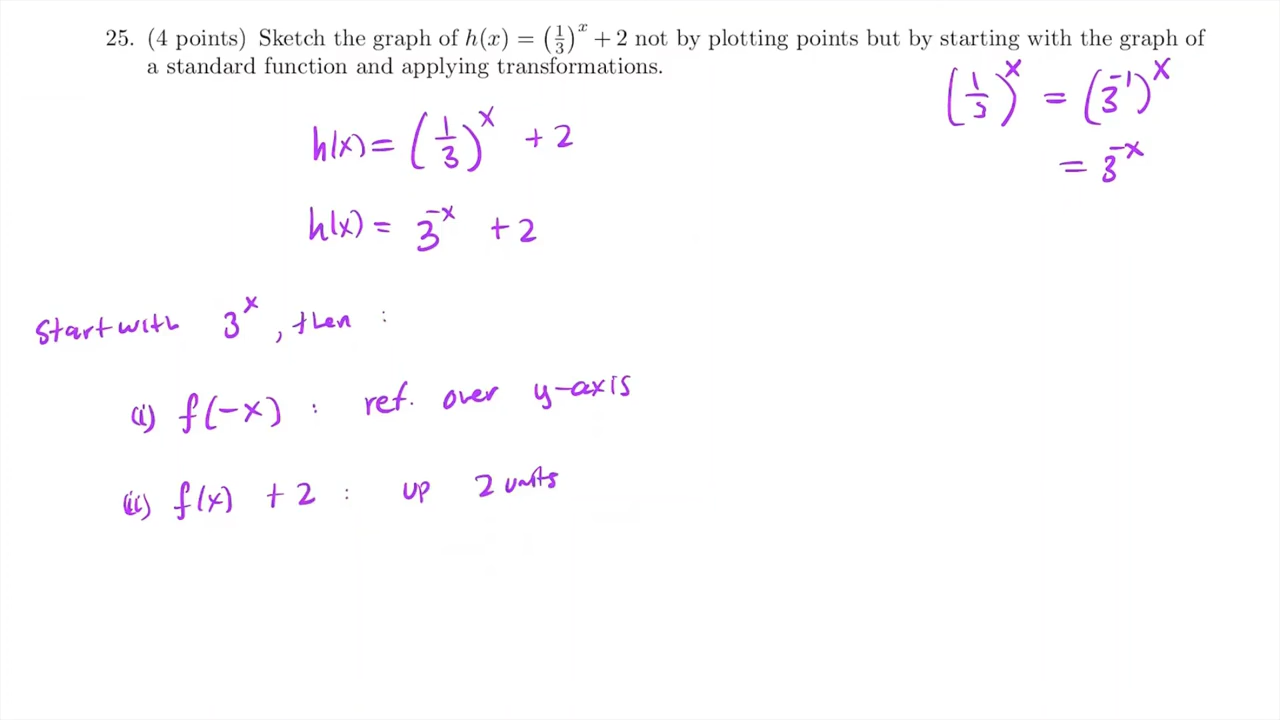 25. (4 points) Sketch the graph of h(x) = (1/3)^x + 2 not by plotting points but by starting with the graph of
a standard function and applying transformations.
(1/3)^x = (3^-1)^x
= 3^-x
h(x) = (1/3)^x + 2
h(x) = 3^-x + 2
Start with 3^x, then :
(i) f(-x) : ref. over y-axis
(ii) f(x) + 2 : up 2 units